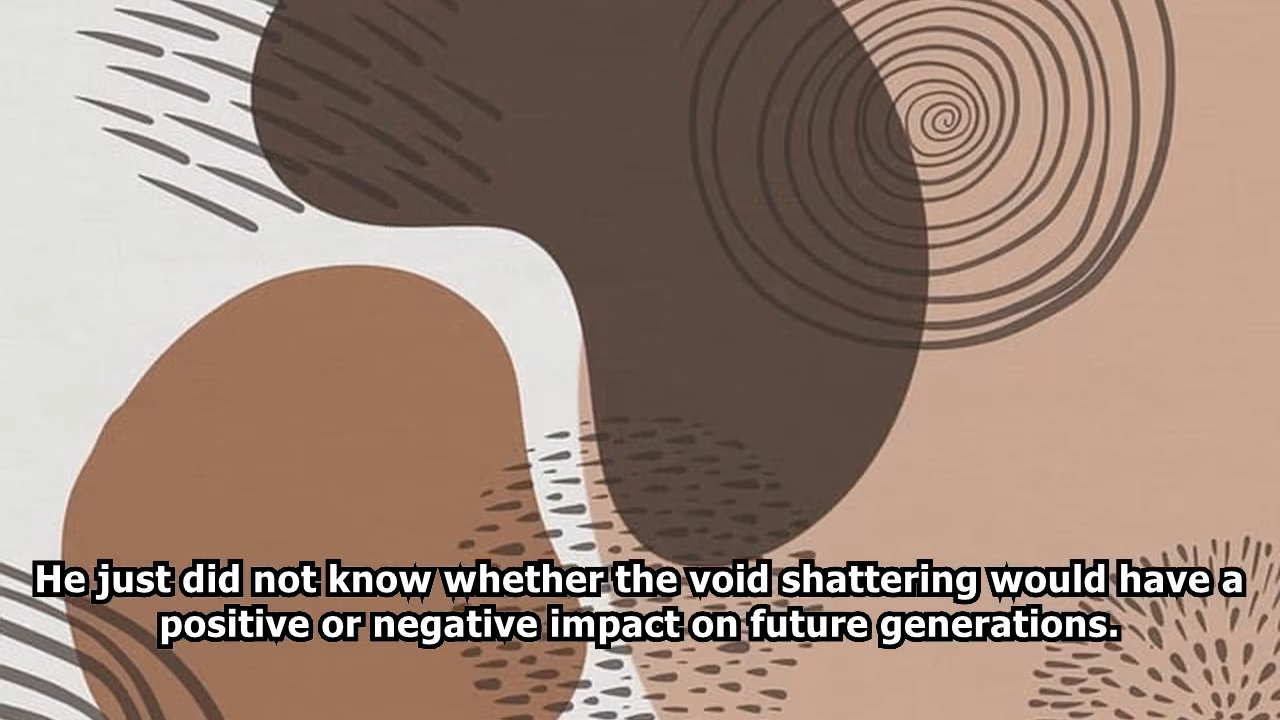 He just did not know whether the void shattering would have a
positive or negative impact on future generations.